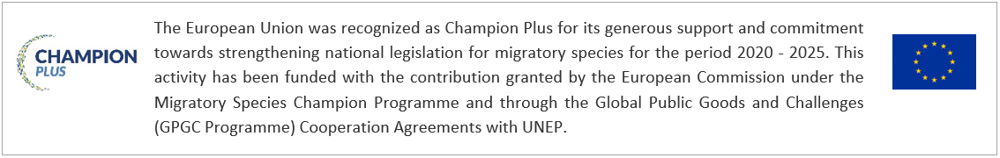 CHAMPION
PLUS
The European Union was recognized as Champion Plus for its generous support and commitment
towards strengthening national legislation for migratory species for the period 2020 - 2025. This
activity has been funded with the contribution granted by the European Commission under the
Migratory Species Champion Programme and through the Global Public Goods and Challenges
(GPGC Programme) Cooperation Agreements with UNEP.